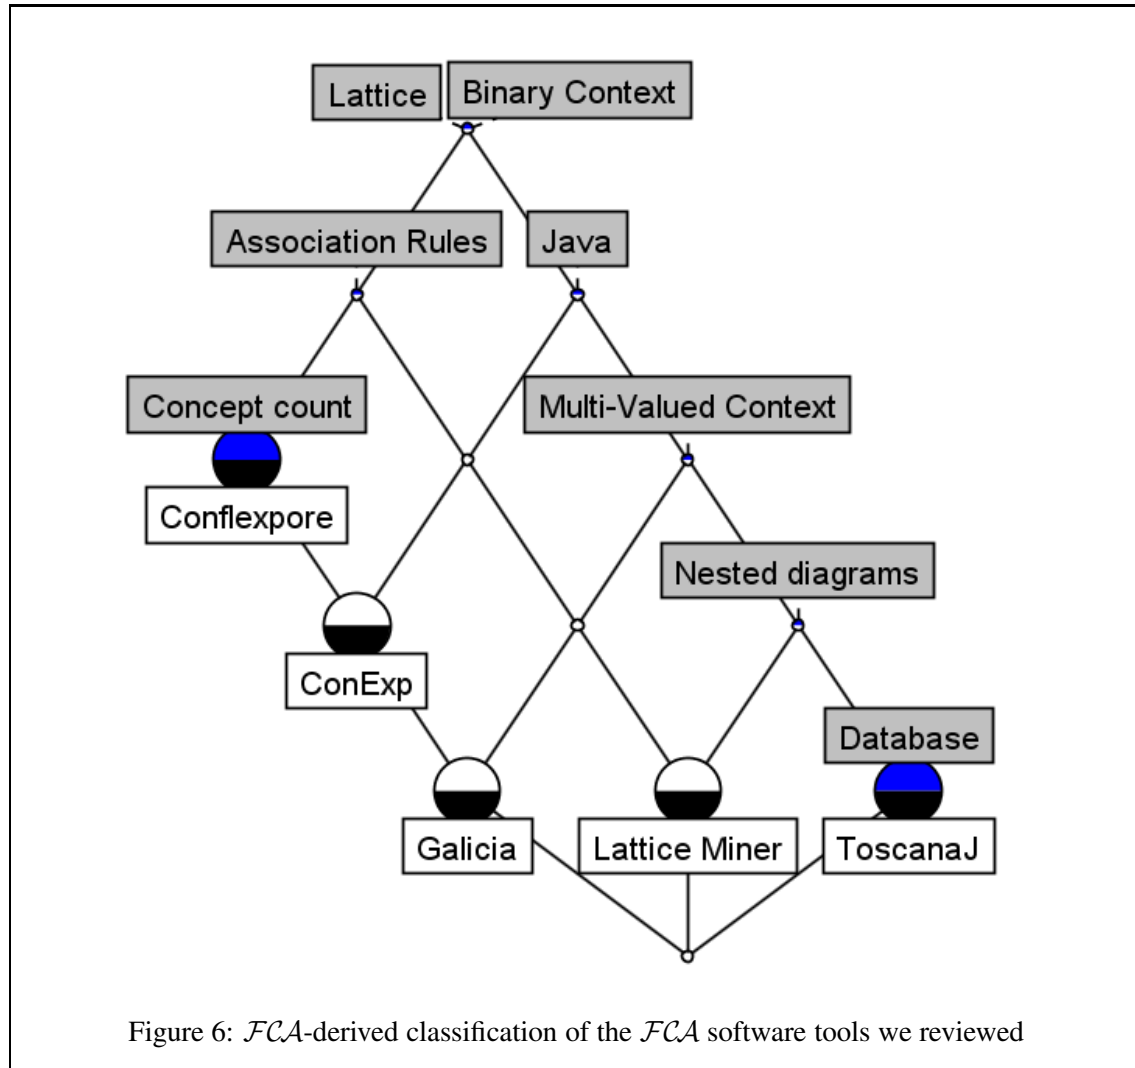 Lattice
Binary Context
Association Rules
Java
Concept count
Multi-Valued Context
Conflexpore
Nested diagrams
ConExp
Database
Galicia
Lattice Miner
ToscanaJ
Figure 6: FCA-derived classification of the FCA software tools we reviewed